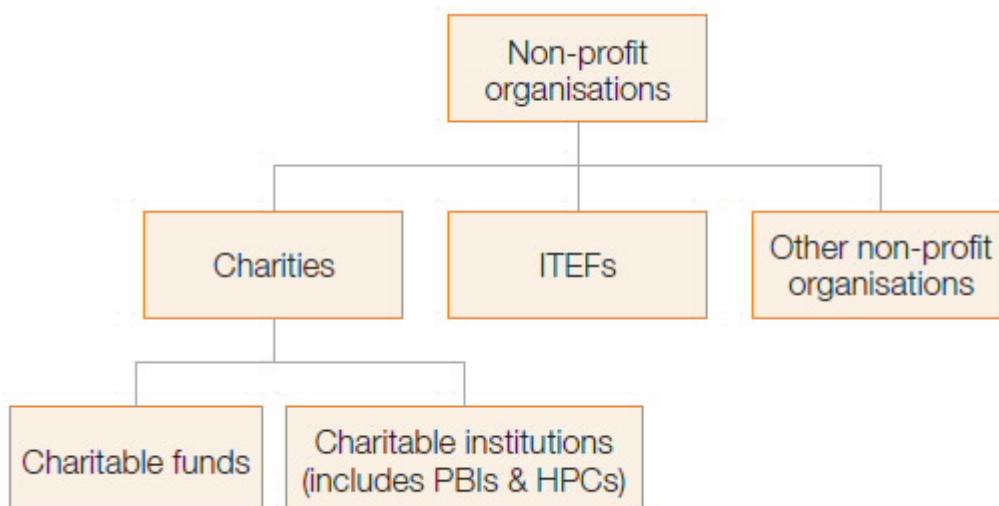 Non-profit
organisations
Charities
ITEFs
Other non-profit
organisations
Charitable funds
Charitable institutions
(includes PBIs & HPCs)